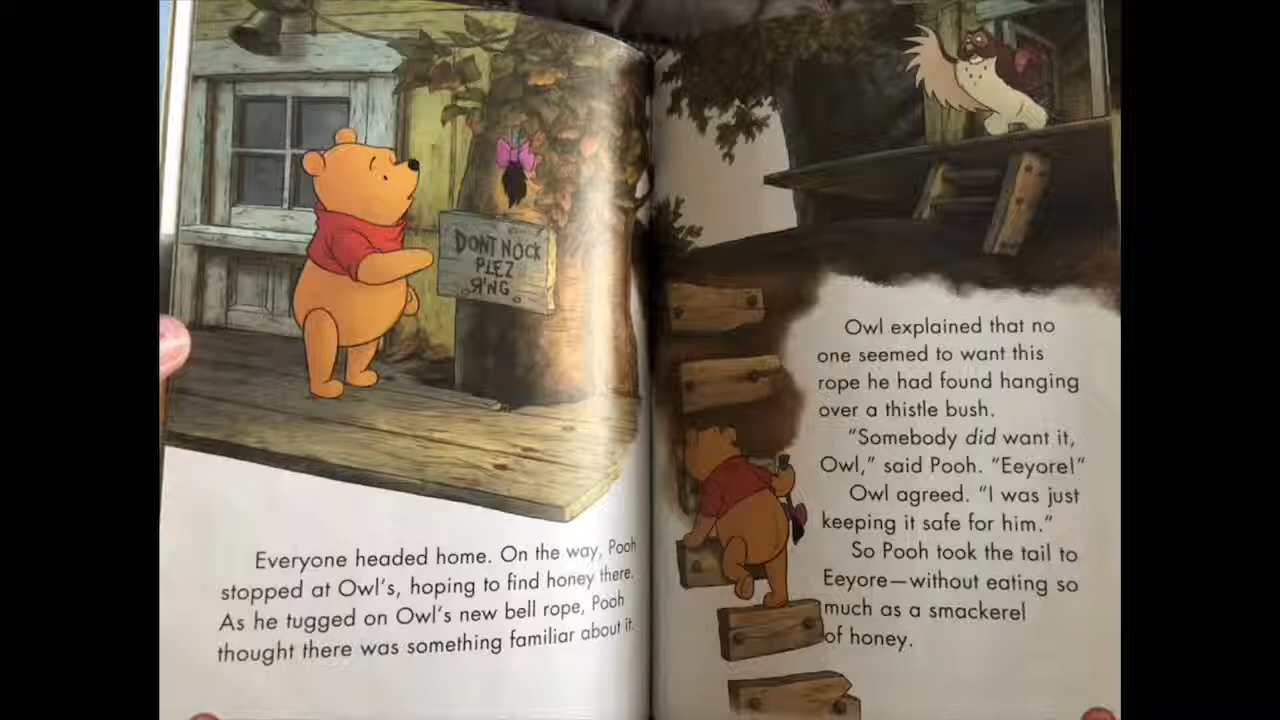 DONT NOCK
PLEZ
R'NG
Everyone headed home. On the way, Pooh
stopped at Owl's, hoping to find honey there.
As he tugged on Owl's new bell rope, Pooh
thought there was something familiar about it.
Owl explained that no
one seemed to want this
rope he had found hanging
over a thistle bush.
"Somebody did want it,
Owl," said Pooh. "Eeyore!"
Owl agreed. "I was just
keeping it safe for him."
So Pooh took the tail to
Eeyore—without eating so
much as a smackerel
of honey.